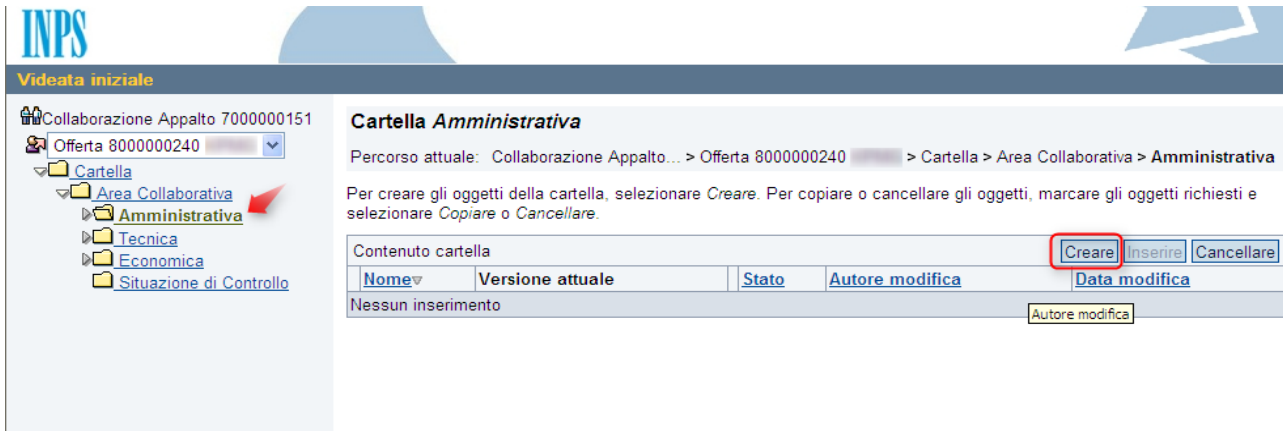 INPS
Videata iniziale
Collaborazione Appalto 7000000151
Offerta 8000000240
Cartella
Area Collaborativa
Amministrativa
Tecnica
Economica
Situazione di Controllo
Cartella Amministrativa
Percorso attuale: Collaborazione Appalto... > Offerta 8000000240 > Cartella > Area Collaborativa > Amministrativa
Per creare gli oggetti della cartella, selezionare Creare. Per copiare o cancellare gli oggetti, marcare gli oggetti richiesti e
selezionare Copiare o Cancellare.
Contenuto cartella Creare Inserire Cancellare
Nome Versione attuale Stato Autore modifica Data modifica
Nessun inserimento
Autore modifica